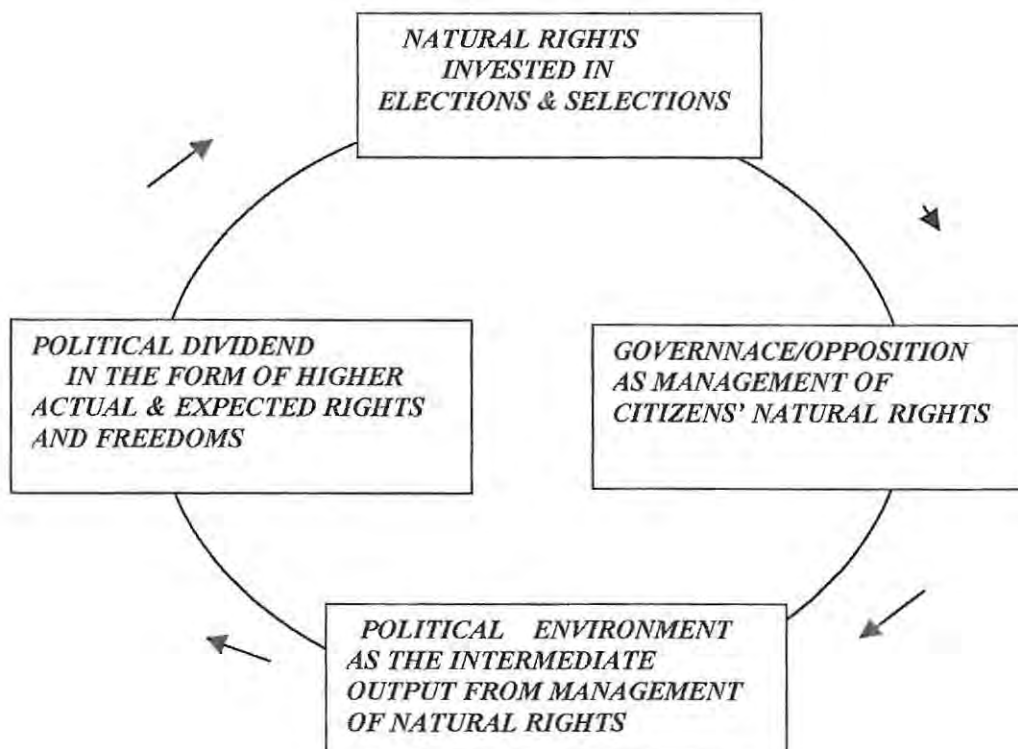 NATURAL RIGHTS
INVESTED IN
ELECTIONS & SELECTIONS
GOVERNNACE/OPPOSITION
AS MANAGEMENT OF
CITIZENS' NATURAL RIGHTS
POLITICAL ENVIRONMENT
AS THE INTERMEDIATE
OUTPUT FROM MANAGEMENT
OF NATURAL RIGHTS
POLITICAL DIVIDEND
IN THE FORM OF HIGHER
ACTUAL & EXPECTED RIGHTS
AND FREEDOMS